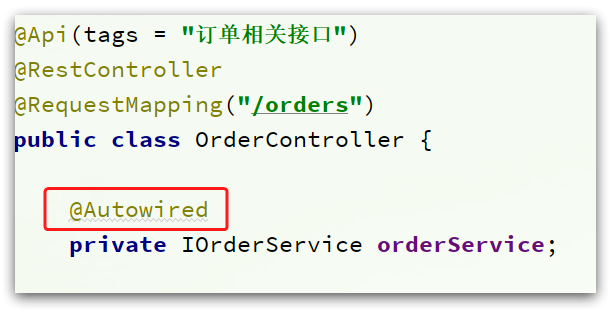 @Api(tags = "订单相关接口")
@RestController
@RequestMapping("/orders")
public class OrderController {
@Autowired
private IOrderService orderService;